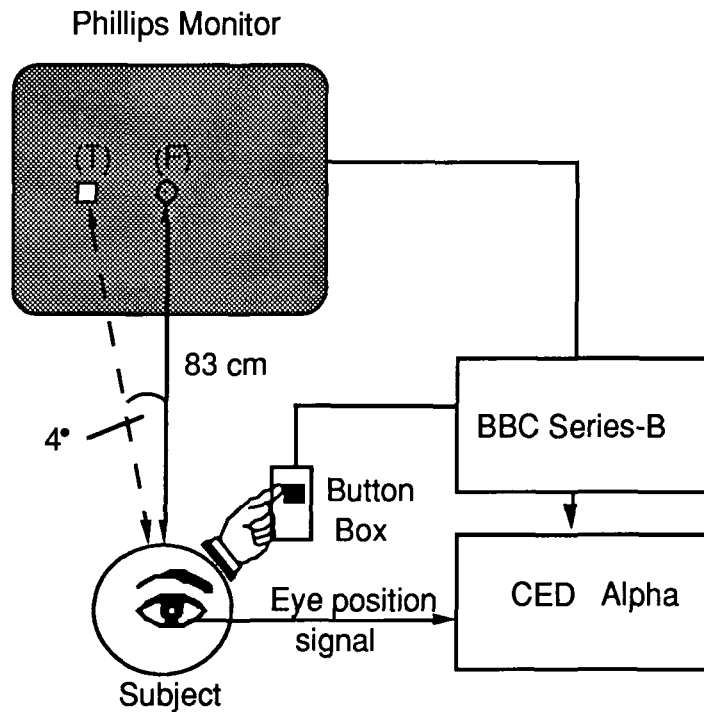 Phillips Monitor
(T) (F)
83 cm
4°
BBC Series-B
Button
Box
CED Alpha
Eye position
signal
Subject